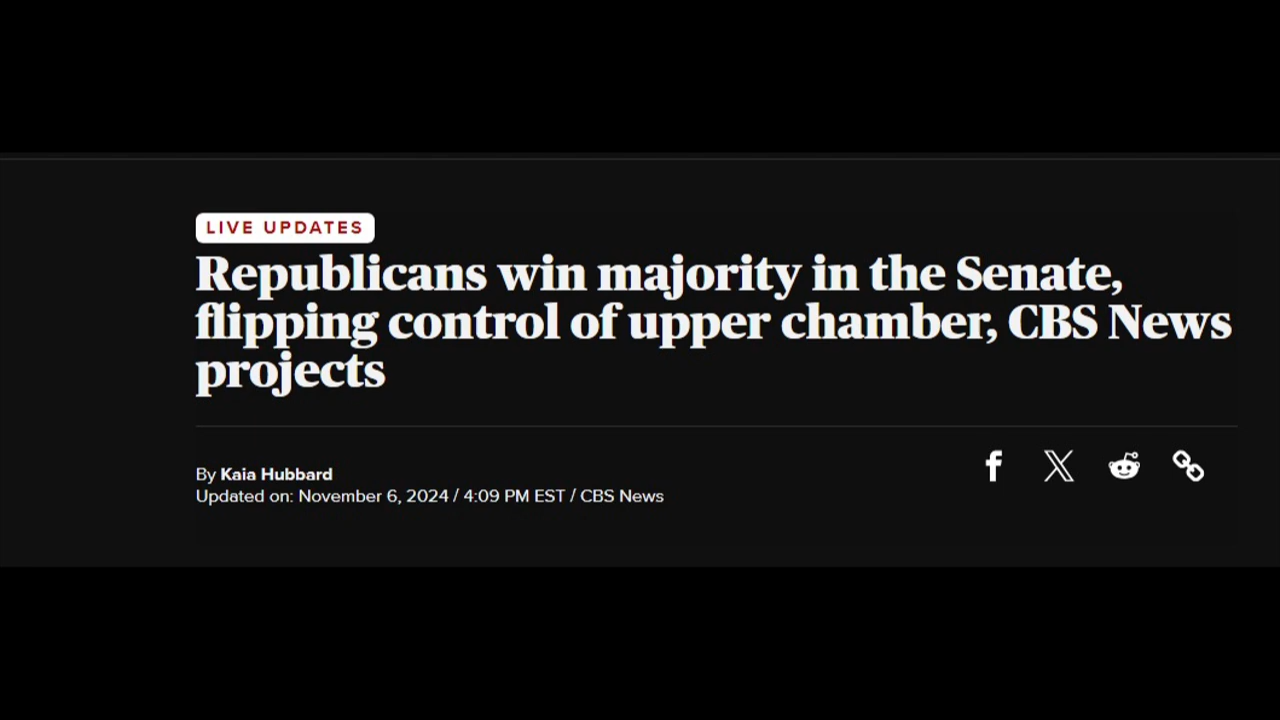 LIVE UPDATES
Republicans win majority in the Senate,
flipping control of upper chamber, CBS News
projects
By Kaia Hubbard
Updated on: November 6, 2024 / 4:09 PM EST / CBS News